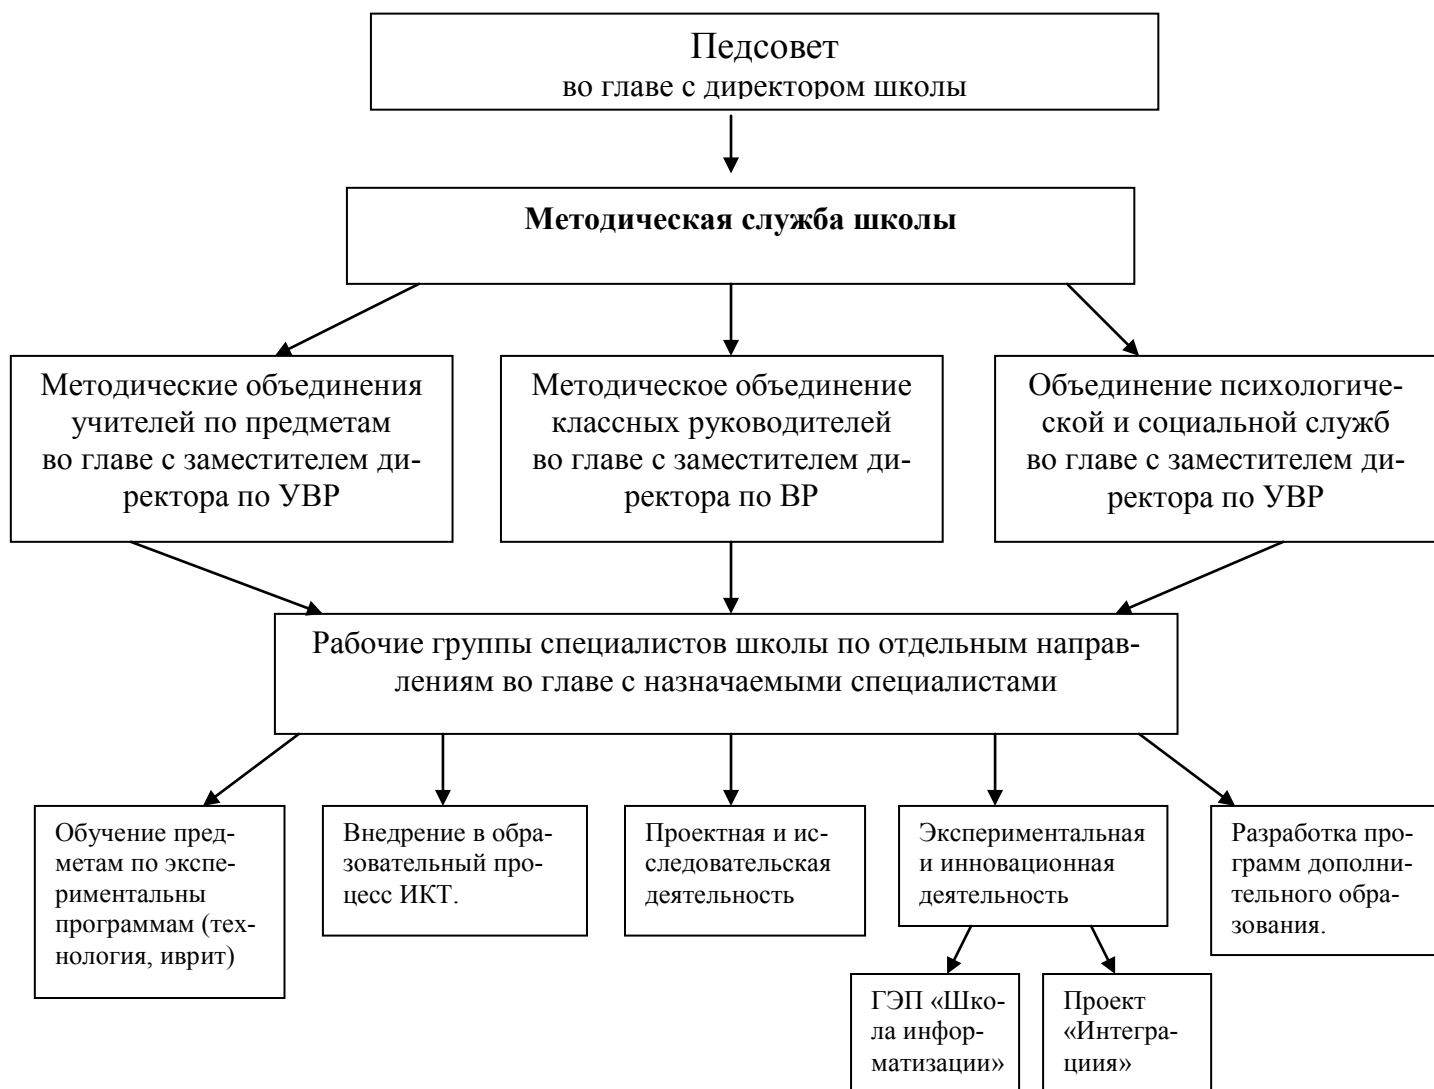 Педсовет
во главе с директором школы
Методическая служба школы
Методические объединения
учителей по предметам
во главе с заместителем ди-
ректора по УВР
Методическое объединение
классных руководителей
во главе с заместителем ди-
ректора по ВР
Объединение психологиче-
ской и социальной служб
во главе с заместителем ди-
ректора по УВР
Рабочие группы специалистов школы по отдельным направ-
лениям во главе с назначаемыми специалистами
Обучение пред-
метам по экспе-
риментальны
программам (тех-
нология, иврит)
Внедрение в обра-
зовательный про-
цесс ИКТ.
Проектная и ис-
следовательская
деятельность
Экспериментальная
и инновационная
деятельность
Разработка про-
грамм дополни-
тельного обра-
зования.
ГЭП «Шко-
ла инфор-
матизации»
Проект
«Интегра-
циия»